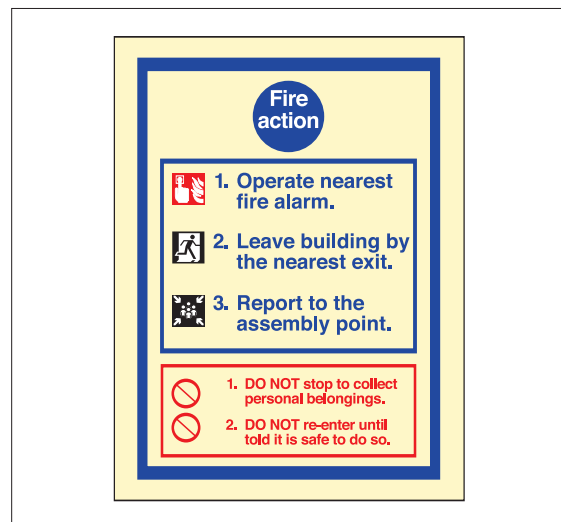 Fire
action
1. Operate nearest
fire alarm.
2. Leave building by
the nearest exit.
3. Report to the
assembly point.
1. DO NOT stop to collect
personal belongings.
2. DO NOT re-enter until
told it is safe to do so.